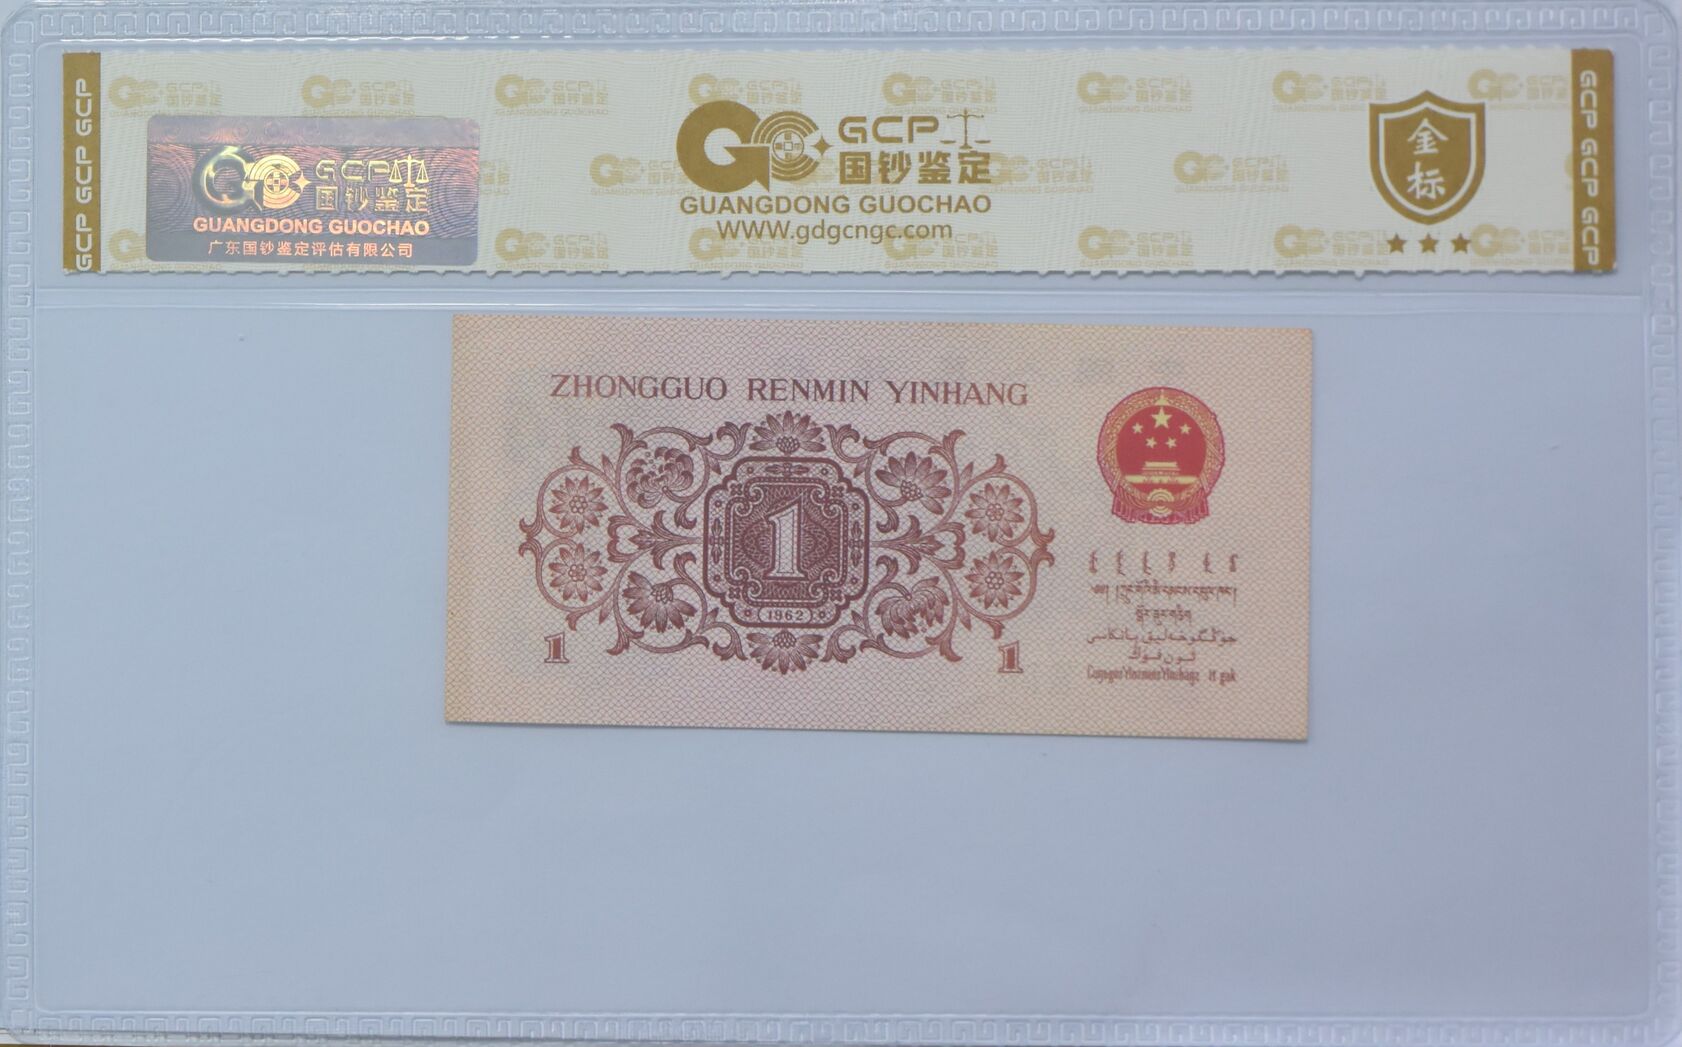 GCP GCP GCP
GCP
国钞鉴定
GUANGDONG GUOCHAO
广东国钞鉴定评估有限公司
GCP
国钞鉴定
GUANGDONG GUOCHAO
www.gdgcngc.com
金标
GCP GCP GCP
ZHONGGUO RENMIN YINHANG
1
1962
1
1